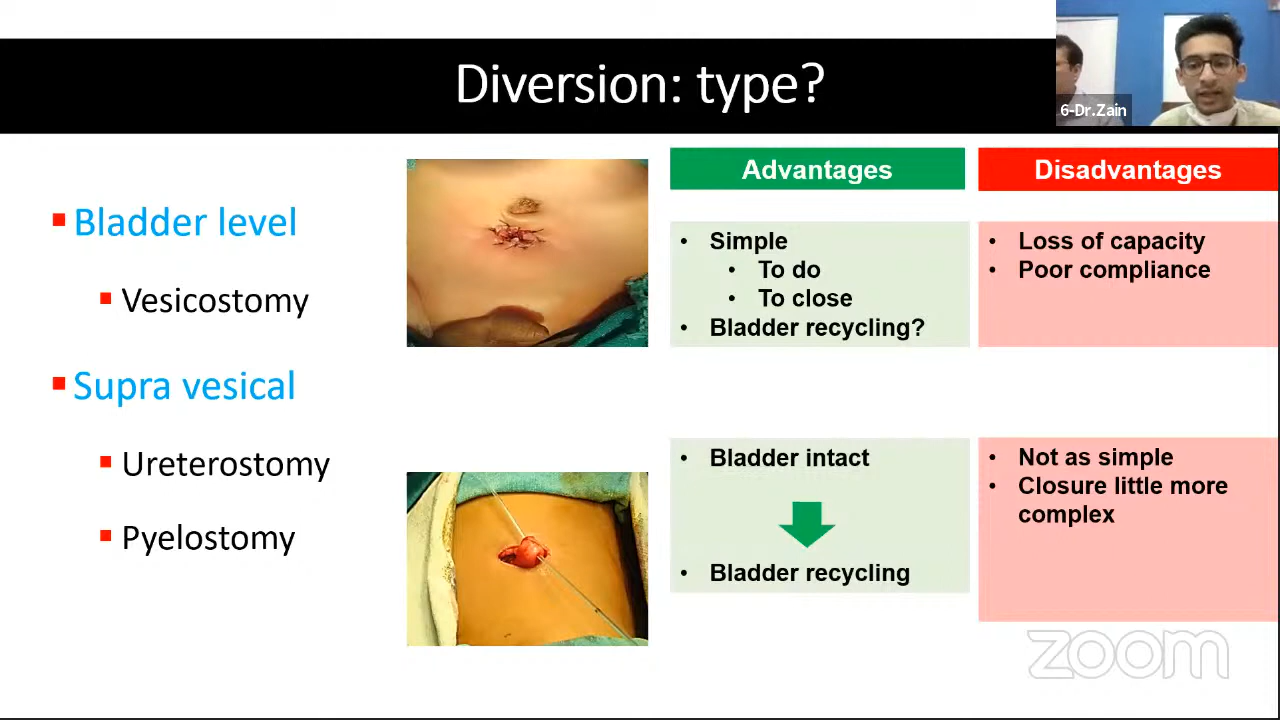 Diversion: type?
6-Dr.Zain
Bladder level
Vesicostomy
Supra vesical
Ureterostomy
Pyelostomy
Advantages
Simple
To do
To close
Bladder recycling?
Bladder intact
Bladder recycling
Disadvantages
Loss of capacity
Poor compliance
Not as simple
Closure little more
complex
zoom